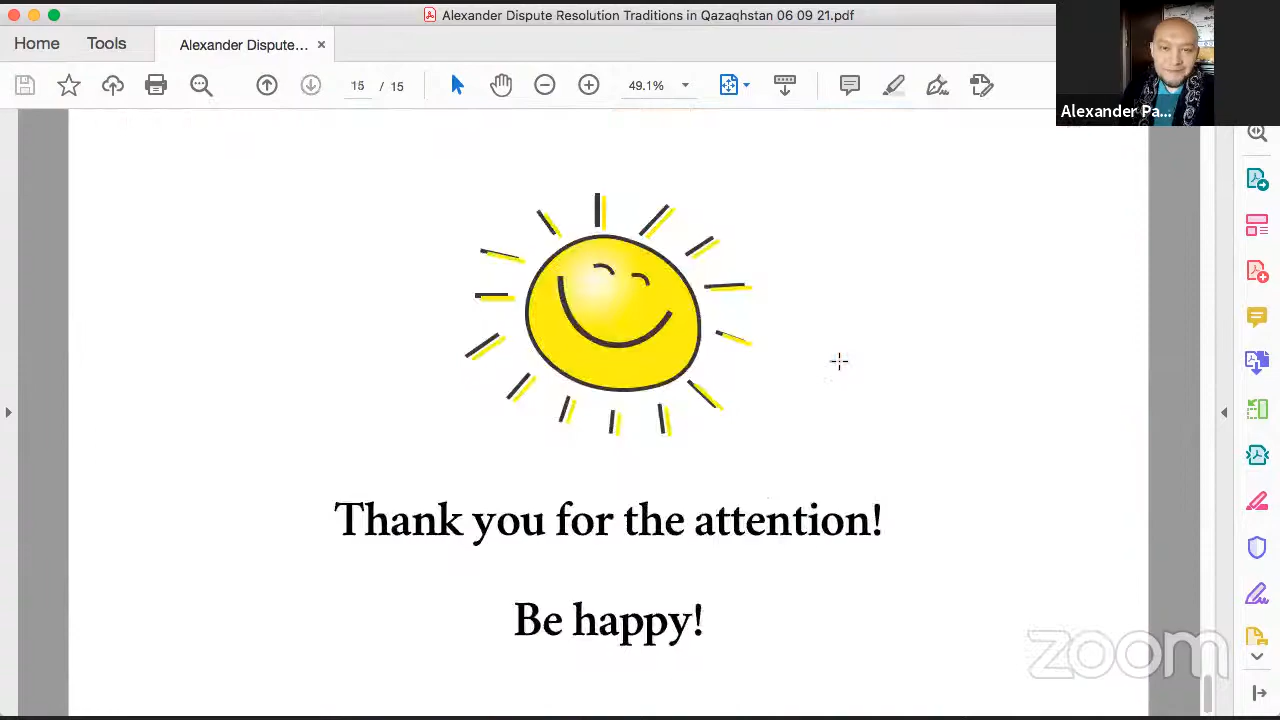 Alexander Dispute Resolution Traditions in Qazaqhstan 06 09 21.pdf
Home
Tools
Alexander Dispute...
15 / 15
49.1%
Alexander Pa...
Thank you for the attention!
Be happy!
zoom